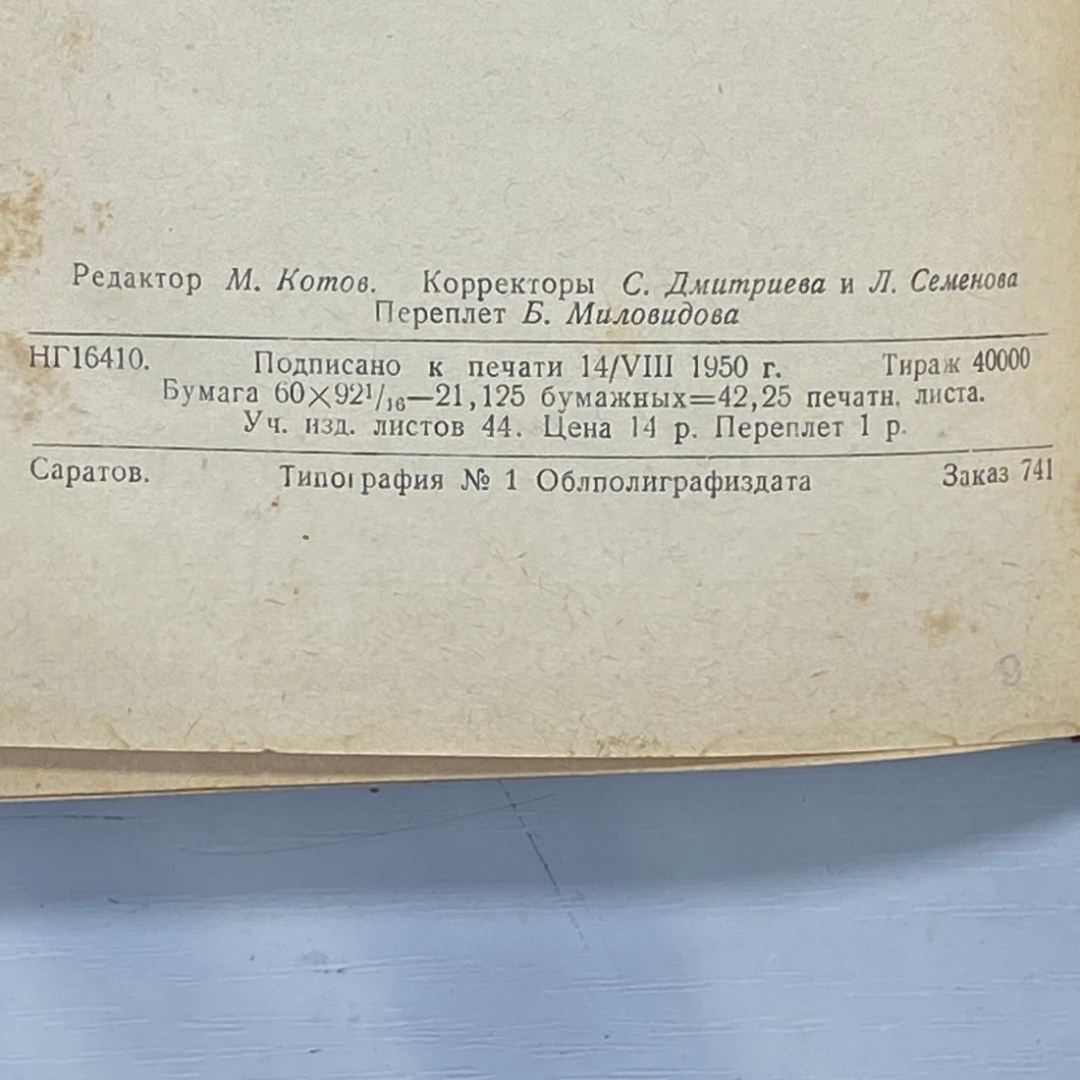 Редактор М. Котов. Корректоры С. Дмитриева и Л. Семенова
Переплет Б. Миловидова
НГ16410. Подписано к печати 14/VIII 1950 г. Тираж 40000
Бумага 60×92¹/₁₆—21,125 бумажных=42,25 печатн. листа.
Уч. изд. листов 44. Цена 14 р. Переплет 1 р.
Саратов. Типография № 1 Облполиграфиздата Заказ 741
9